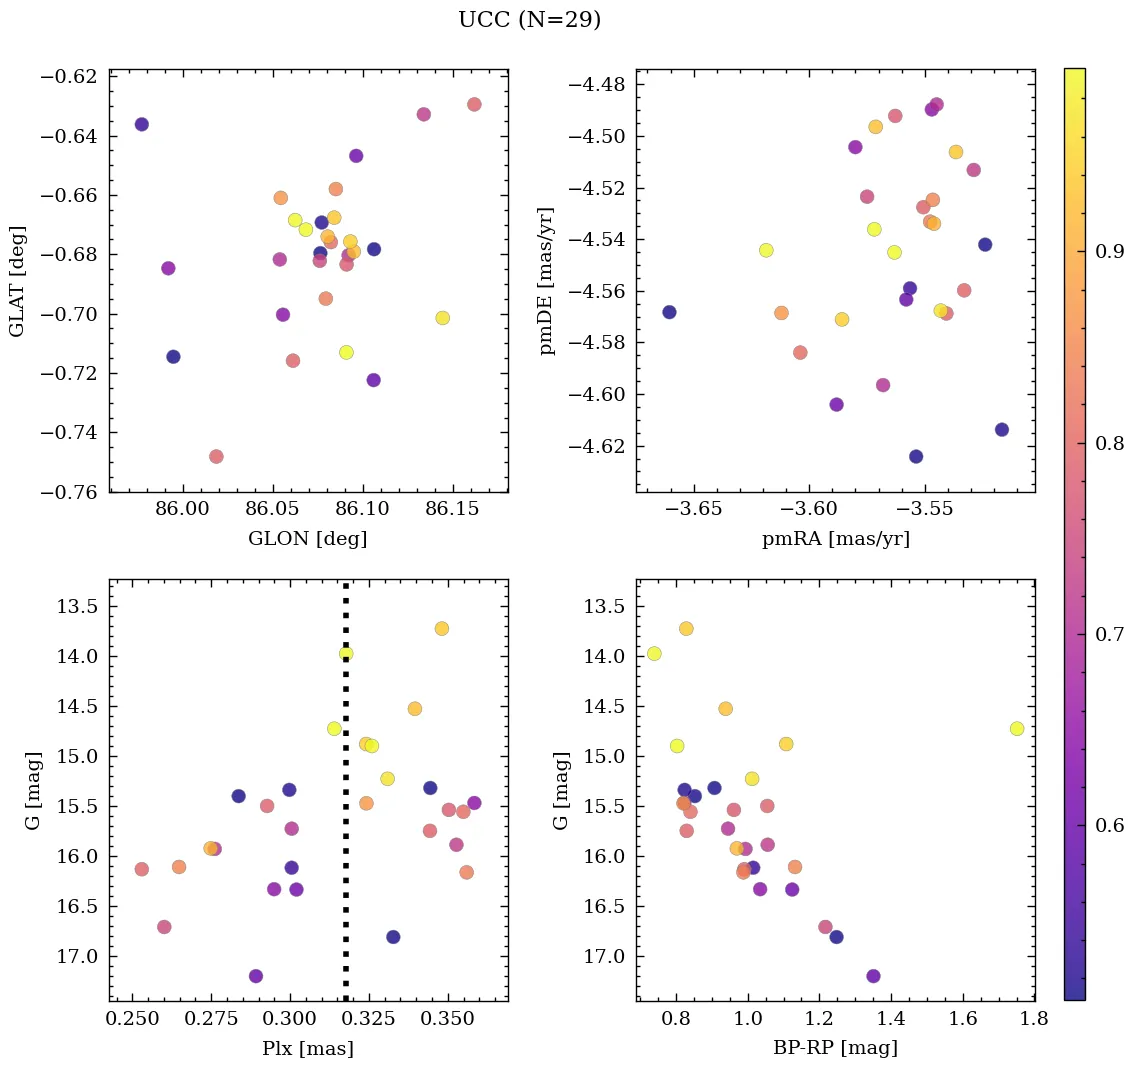 UCC (N=29)
−0.62
−0.64
−0.66
−0.68
−0.70
−0.72
−0.74
−0.76
GLAT [deg]
86.00 86.05 86.10 86.15
GLON [deg]
−4.48
−4.50
−4.52
−4.54
−4.56
−4.58
−4.60
−4.62
pmDE [mas/yr]
−3.65 −3.60 −3.55
pmRA [mas/yr]
13.5
14.0
14.5
15.0
15.5
16.0
16.5
17.0
G [mag]
0.250 0.275 0.300 0.325 0.350
Plx [mas]
13.5
14.0
14.5
15.0
15.5
16.0
16.5
17.0
G [mag]
0.8 1.0 1.2 1.4 1.6 1.8
BP-RP [mag]
0.9
0.8
0.7
0.6